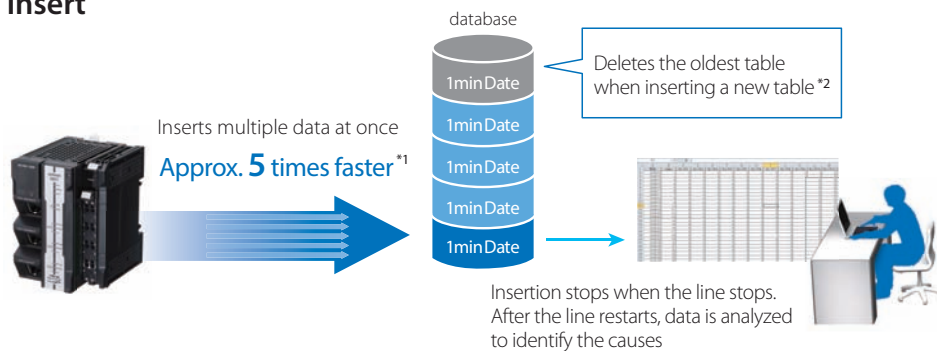 Insert
database
1min Date
1min Date
1min Date
1min Date
1min Date
Deletes the oldest table
when inserting a new table *2
Inserts multiple data at once
Approx. 5 times faster *1
Insertion stops when the line stops.
After the line restarts, data is analyzed
to identify the causes